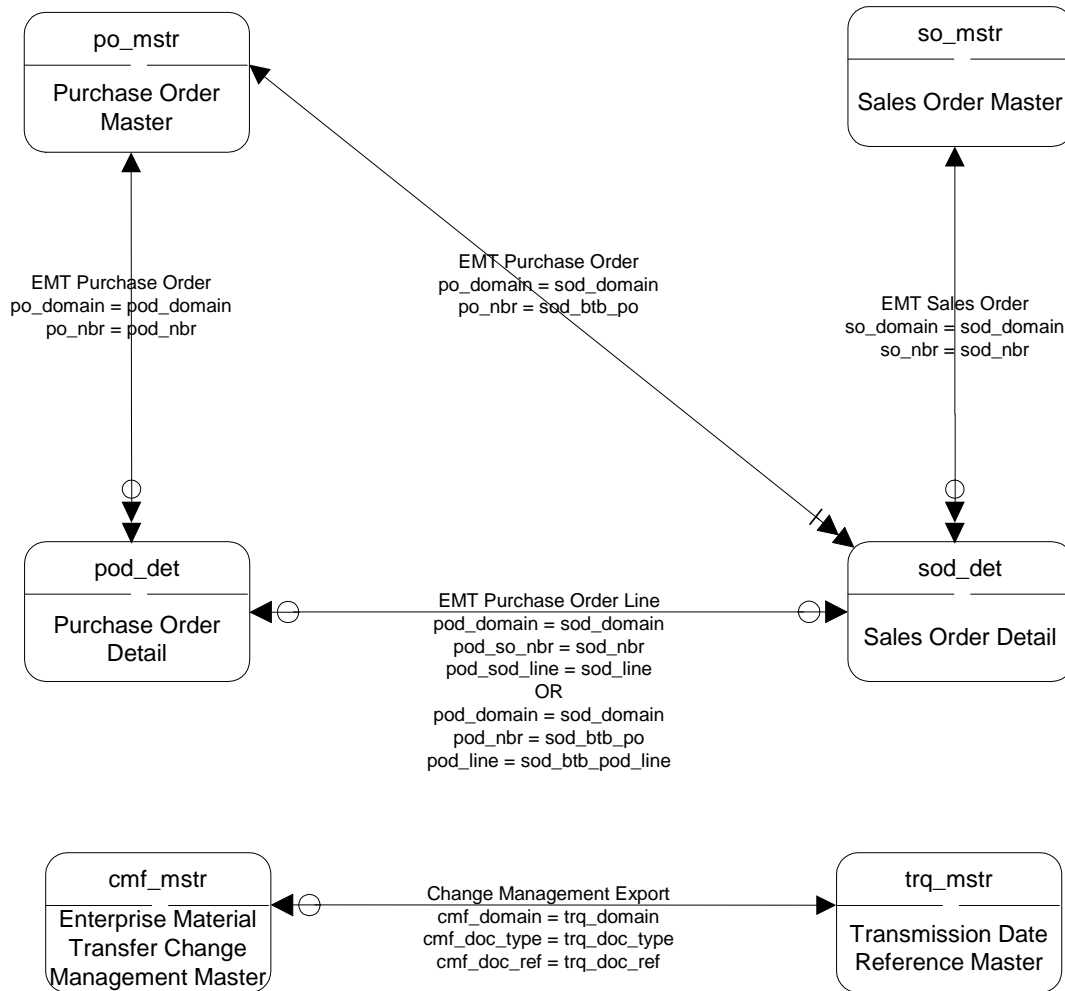 po_mstr
Purchase Order
Master
so_mstr
Sales Order Master
EMT Purchase Order
po_domain = pod_domain
po_nbr = pod_nbr
EMT Purchase Order
po_domain = sod_domain
po_nbr = sod_btb_po
EMT Sales Order
so_domain = sod_domain
so_nbr = sod_nbr
pod_det
Purchase Order
Detail
EMT Purchase Order Line
pod_domain = sod_domain
pod_so_nbr = sod_nbr
pod_sod_line = sod_line
OR
pod_domain = sod_domain
pod_nbr = sod_btb_po
pod_line = sod_btb_pod_line
sod_det
Sales Order Detail
cmf_mstr
Enterprise Material
Transfer Change
Management Master
Change Management Export
cmf_domain = trq_domain
cmf_doc_type = trq_doc_type
cmf_doc_ref = trq_doc_ref
trq_mstr
Transmission Date
Reference Master